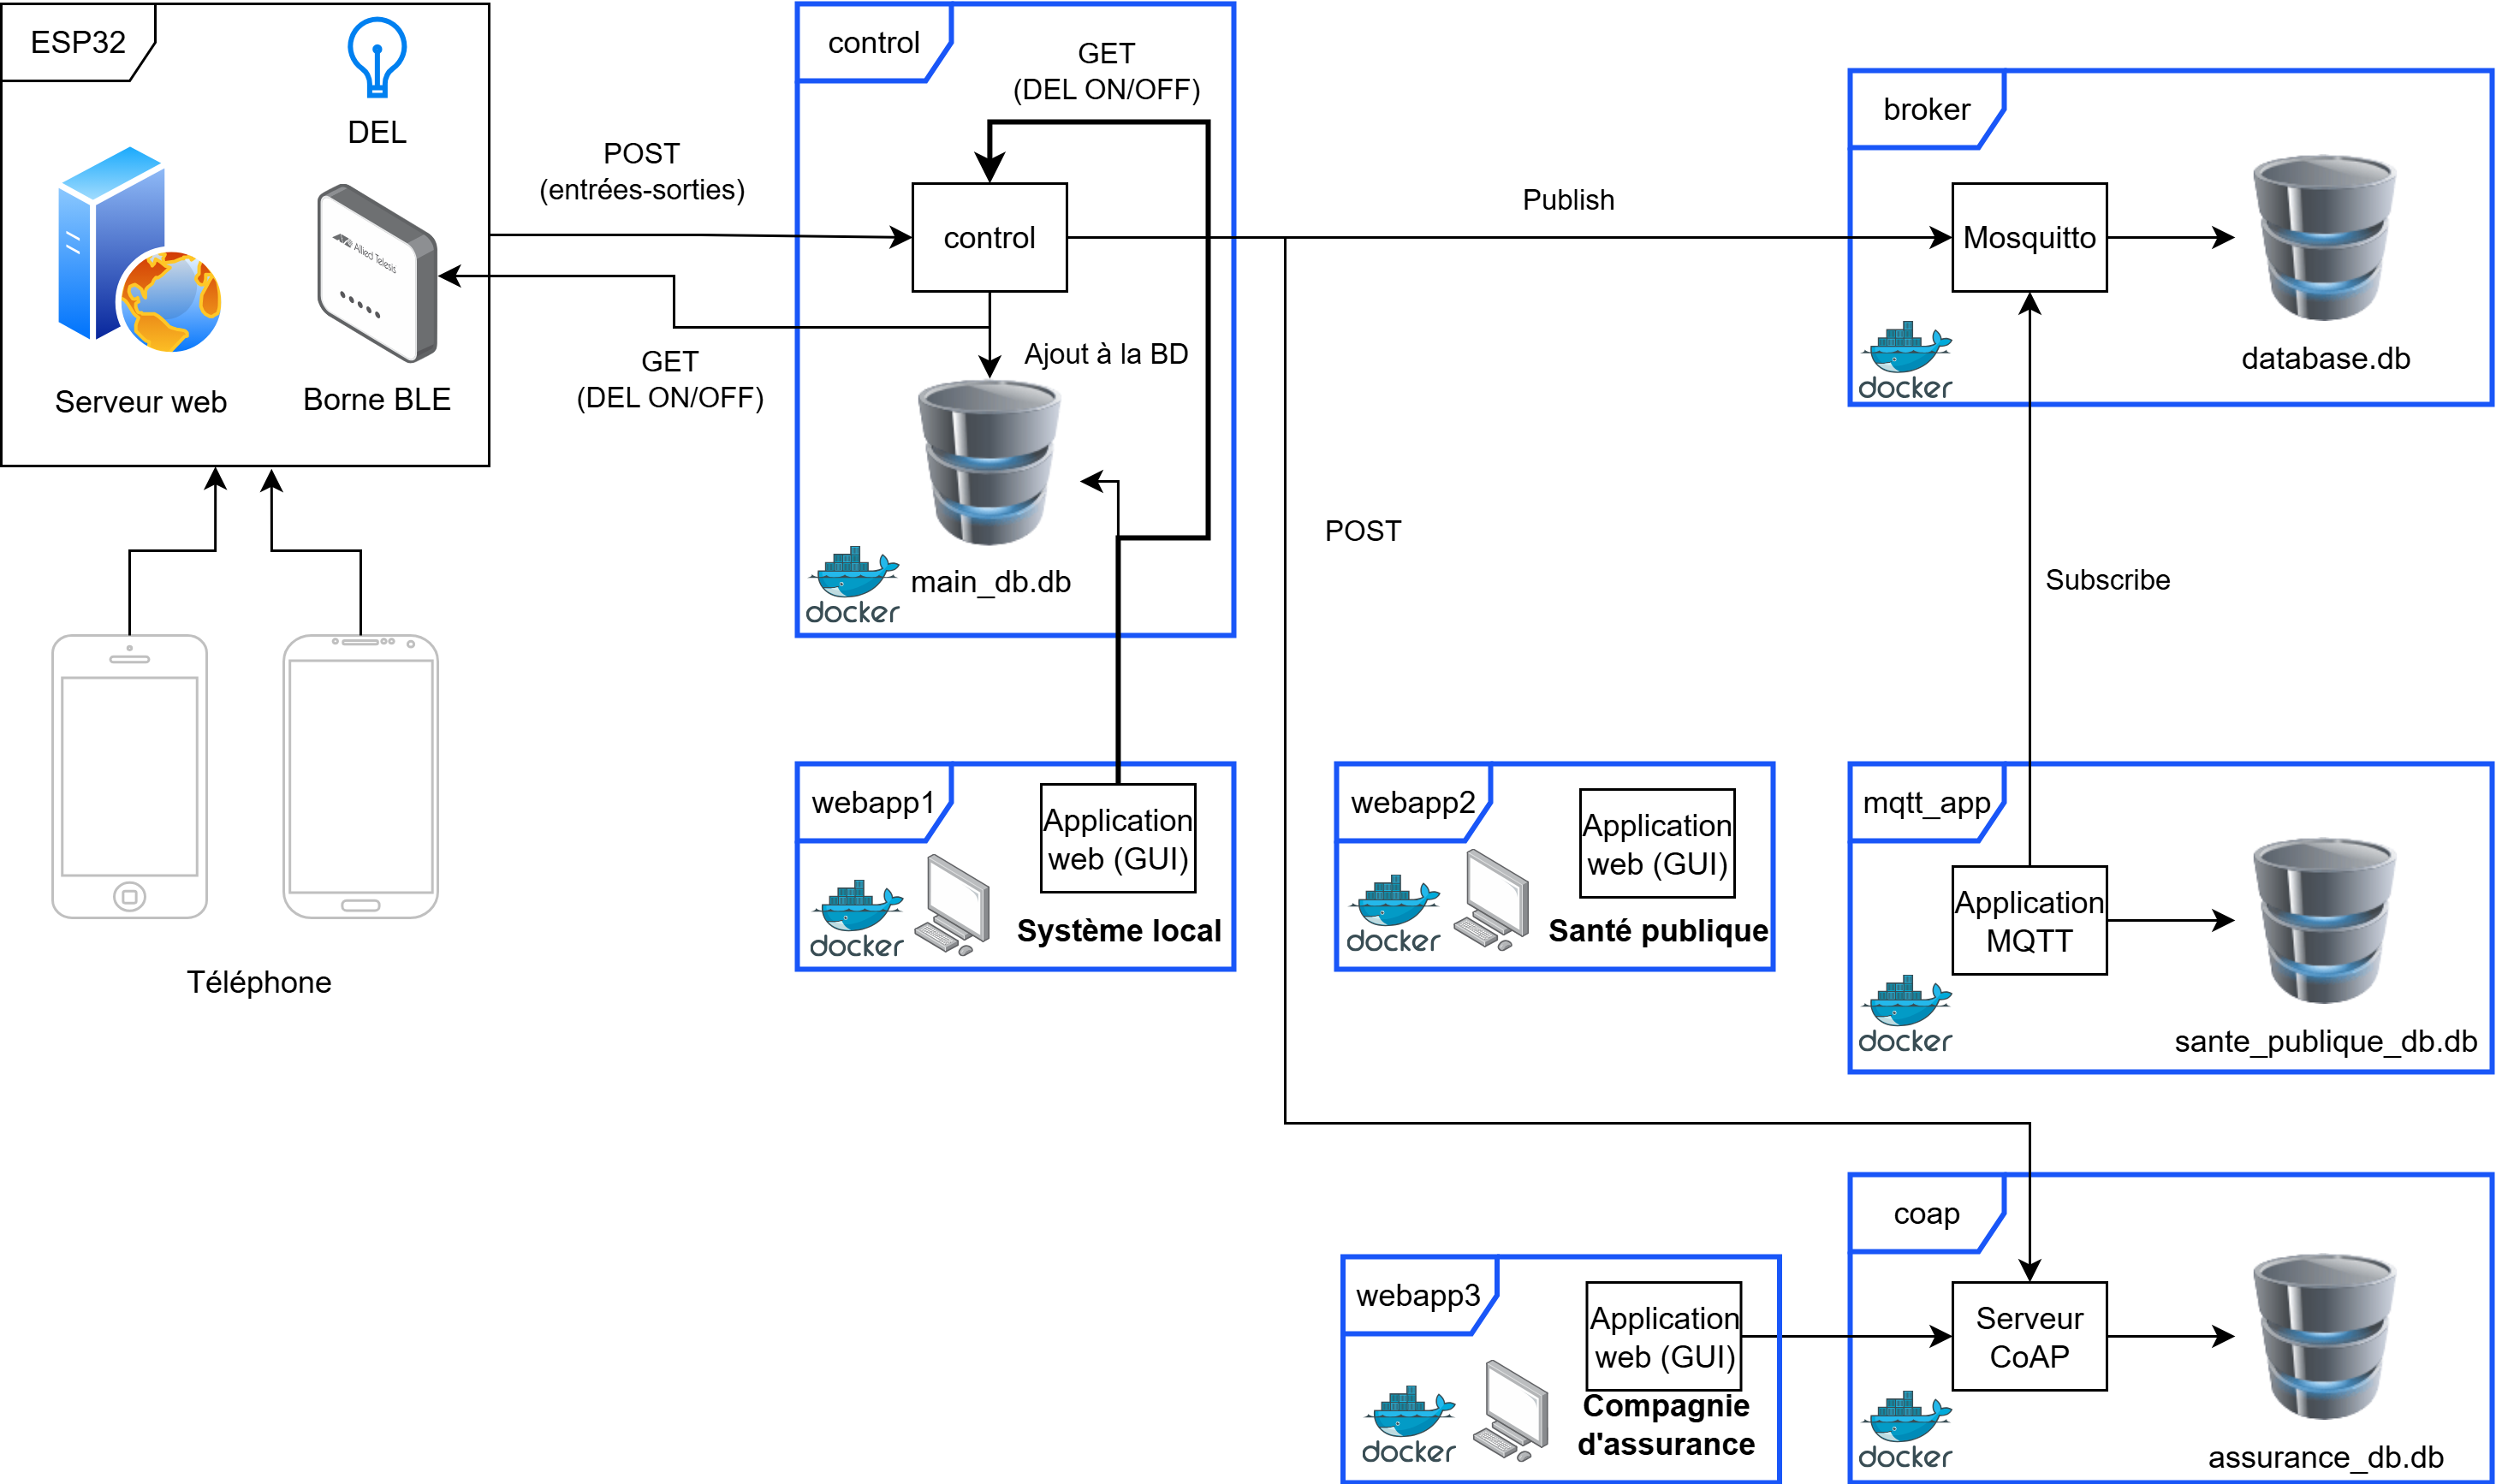 ESP32
DEL
Serveur web
Allied Telesis
Borne BLE
Téléphone
POST
(entrées-sorties)
GET
(DEL ON/OFF)
control
GET
(DEL ON/OFF)
control
Ajout à la BD
main_db.db
docker
Publish
POST
broker
Mosquitto
database.db
docker
Subscribe
webapp1
Application
web (GUI)
docker
Système local
webapp2
Application
web (GUI)
docker
Santé publique
mqtt_app
Application
MQTT
docker
sante_publique_db.db
webapp3
Application
web (GUI)
docker
Compagnie
d'assurance
coap
Serveur
CoAP
docker
assurance_db.db